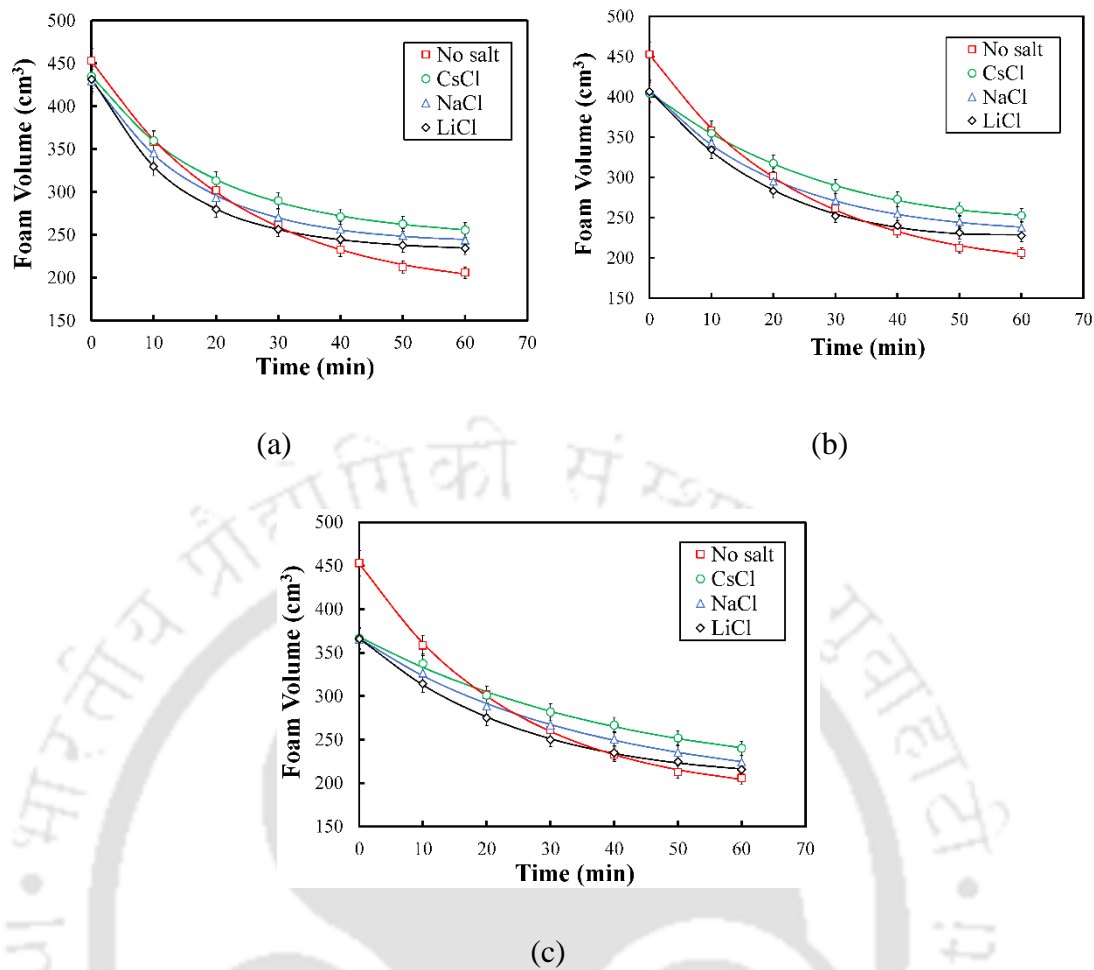 500
450
400
350
300
250
200
150
Foam Volume (cm³)
No salt
CsCl
NaCl
LiCl
0 10 20 30 40 50 60 70
Time (min)
(a)
500
450
400
350
300
250
200
150
Foam Volume (cm³)
No salt
CsCl
NaCl
LiCl
0 10 20 30 40 50 60 70
Time (min)
(b)
500
450
400
350
300
250
200
150
Foam Volume (cm³)
No salt
CsCl
NaCl
LiCl
0 10 20 30 40 50 60 70
Time (min)
(c)
भारतीय प्रौद्योगिकी